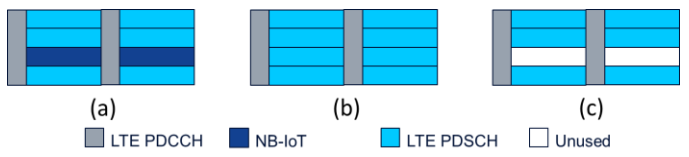 (a) (b) (c)
LTE PDCCH NB-IoT LTE PDSCH Unused